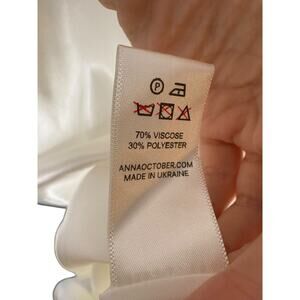 P
70% VISCOSE
30% POLYESTER
ANNAOCTOBER.COM
MADE IN UKRAINE